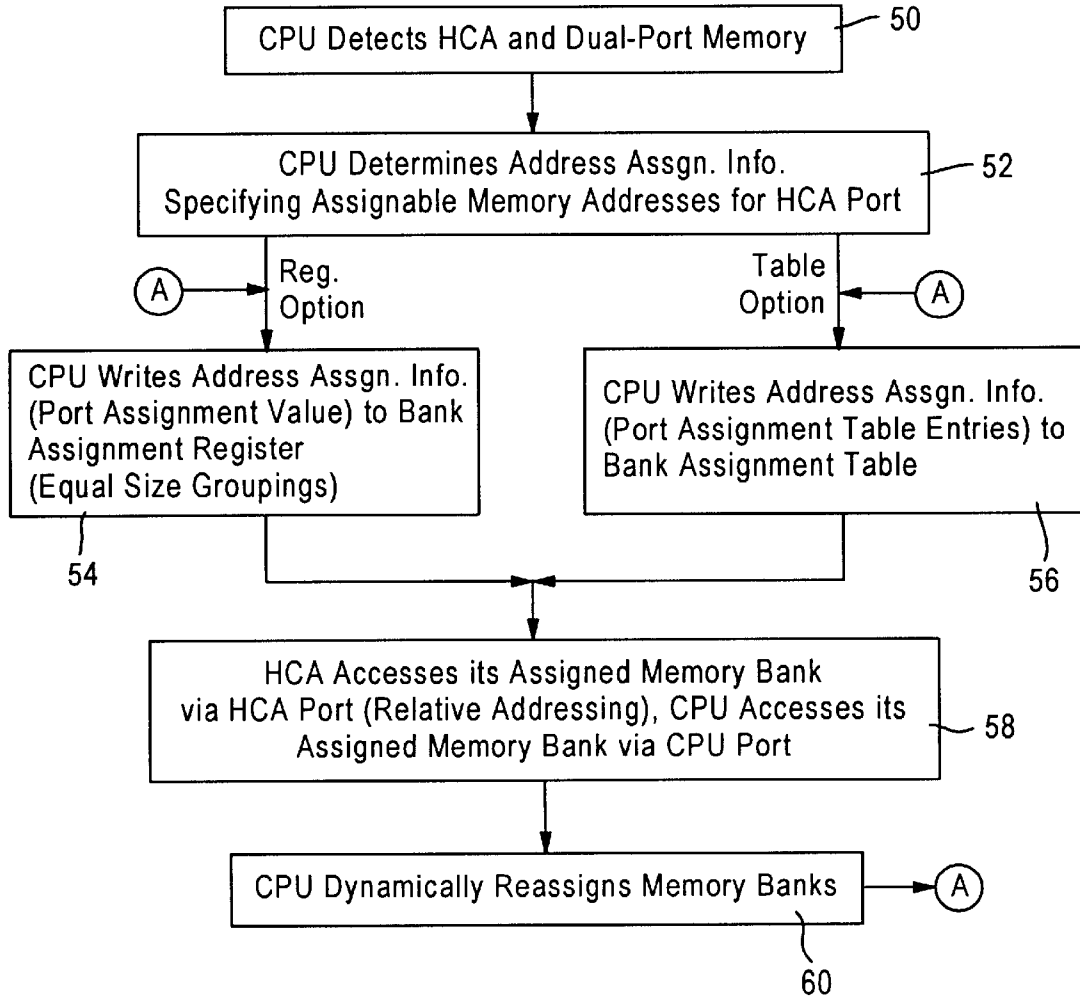 CPU Detects HCA and Dual-Port Memory
50
CPU Determines Address Assgn. Info.
Specifying Assignable Memory Addresses for HCA Port
52
A
Reg.
Option
Table
Option
A
CPU Writes Address Assgn. Info.
(Port Assignment Value) to Bank
Assignment Register
(Equal Size Groupings)
54
CPU Writes Address Assgn. Info.
(Port Assignment Table Entries) to
Bank Assignment Table
56
HCA Accesses its Assigned Memory Bank
via HCA Port (Relative Addressing), CPU Accesses its
Assigned Memory Bank via CPU Port
58
CPU Dynamically Reassigns Memory Banks
A
60